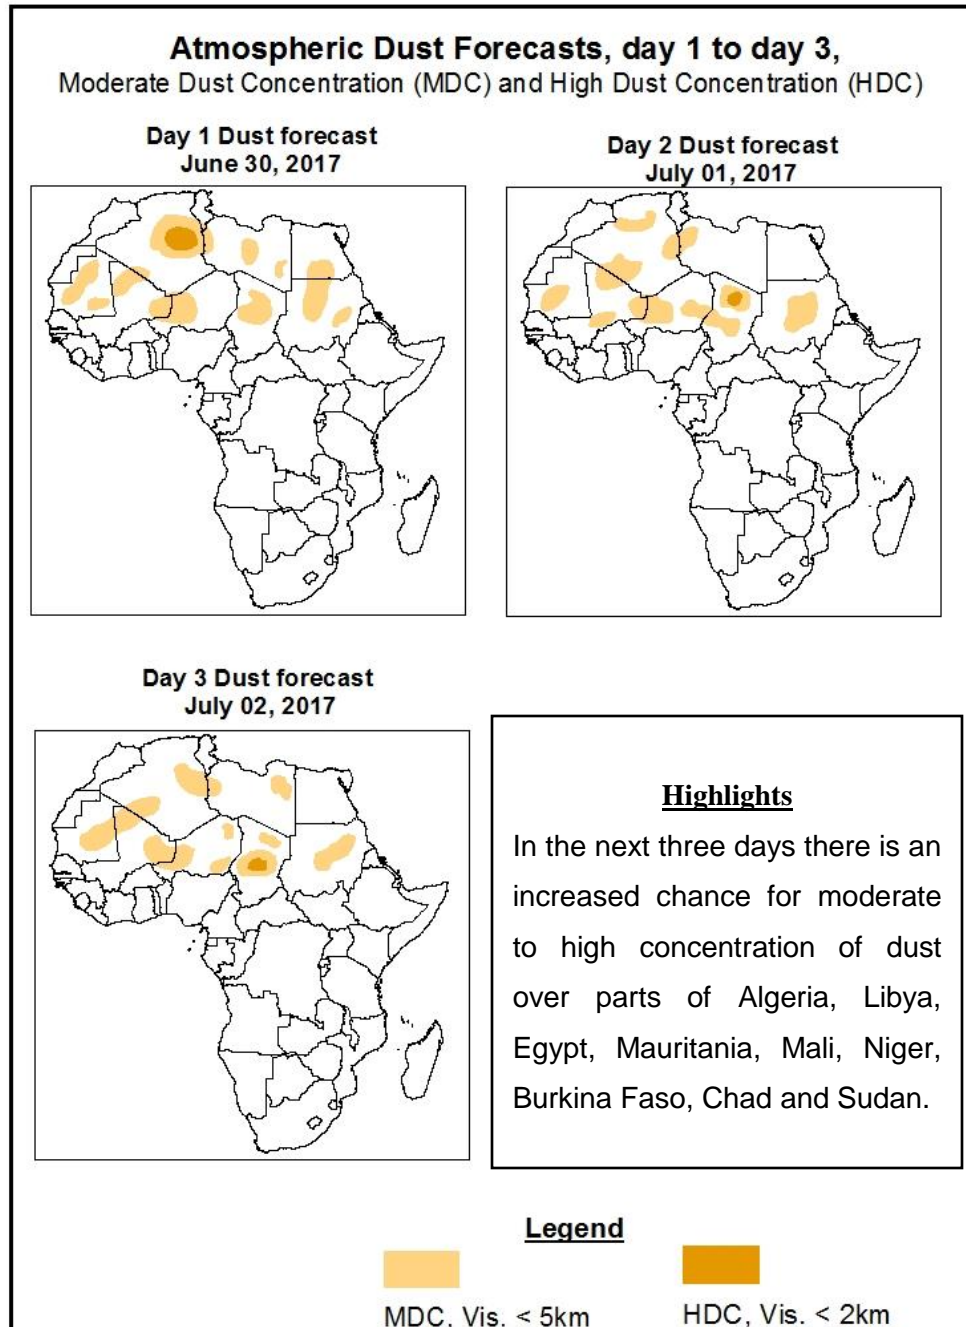 Atmospheric Dust Forecasts, day 1 to day 3,
Moderate Dust Concentration (MDC) and High Dust Concentration (HDC)
Day 1 Dust forecast
June 30, 2017
Day 2 Dust forecast
July 01, 2017
Day 3 Dust forecast
July 02, 2017
Highlights
In the next three days there is an
increased chance for moderate
to high concentration of dust
over parts of Algeria, Libya,
Egypt, Mauritania, Mali, Niger,
Burkina Faso, Chad and Sudan.
Legend
MDC, Vis. < 5km
HDC, Vis. < 2km